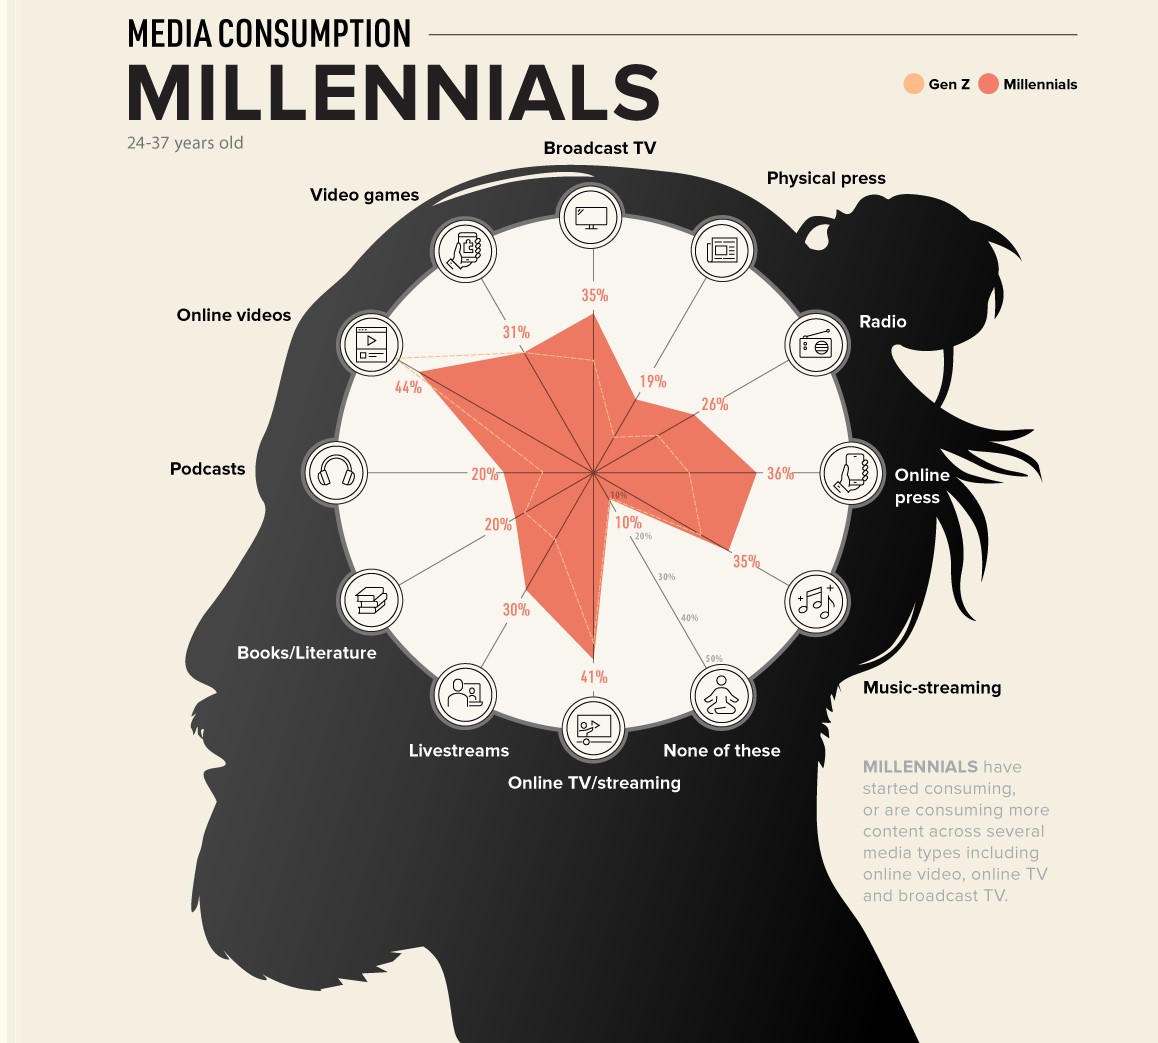 MEDIA CONSUMPTION
MILLENNIALS
24-37 years old
Gen Z
Millennials
Broadcast TV
Physical press
Video games
Online videos
Radio
35%
31%
19%
44%
26%
Podcasts
20%
36%
Online
press
10%
20%
10%
20%
35%
30%
30%
40%
Books/Literature
50%
41%
Music-streaming
Livestreams
None of these
Online TV/streaming
MILLENNIALS have
started consuming,
or are consuming more
content across several
media types including
online video, online TV
and broadcast TV.